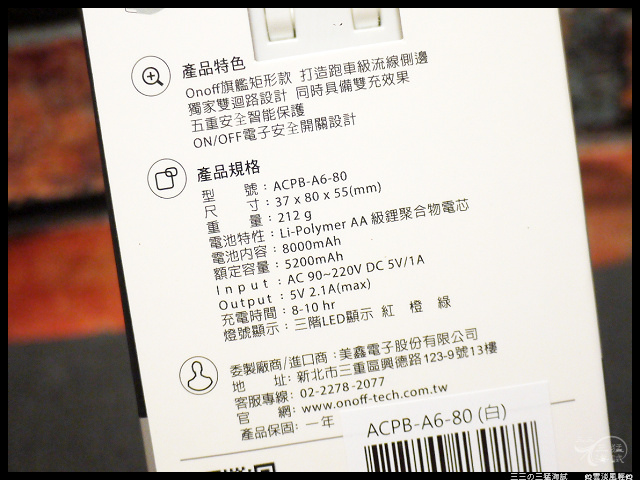 產品特色
Onoff旗艦矩形款 打造跑車級流線側邊
獨家雙迴路設計 同時具備雙充效果
五重安全智能保護
ON/OFF電子安全開關設計
產品規格
型 號：ACPB-A6-80
尺 寸：37 x 80 x 55(mm)
重 量：212 g
電池特性：Li-Polymer AA 級鋰聚合物電芯
電池內容：8000mAh
額定容量：5200mAh
Input：AC 90~220V DC 5V/1A
Output：5V 2.1A(max)
充電時間：8-10 hr
燈號顯示：三階LED顯示 紅 橙 綠
委製廠商/進口商：美鑫電子股份有限公司
地 址：新北市三重區興德路123-9號13樓
客服專線：02-2278-2077
官 網：www.onoff-tech.com.tw
產品保固：一年
ACPB-A6-80 (白)
三三の三猛海賊